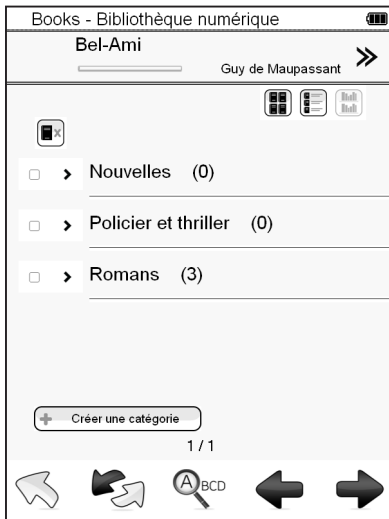 Books - Bibliothèque numérique
Bel-Ami
Guy de Maupassant
Nouvelles (0)
Policier et thriller (0)
Romans (3)
Créer une catégorie
1 / 1
A BCD